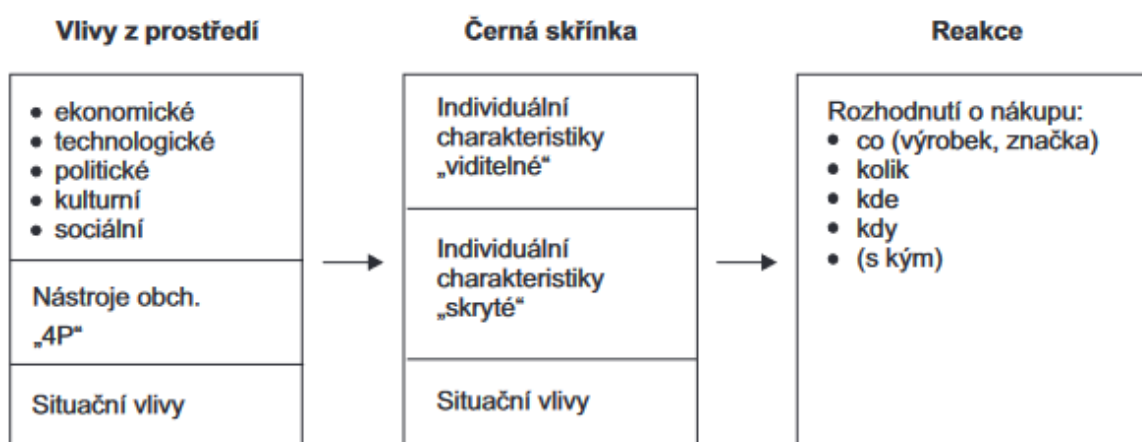 Vlivy z prostředí
• ekonomické
• technologické
• politické
• kulturní
• sociální
Nástroje obch.
„4P“
Situační vlivy
Černá skřínka
Individuální
charakteristiky
„viditelné“
Individuální
charakteristiky
„skryté“
Situační vlivy
Reakce
Rozhodnutí o nákupu:
• co (výrobek, značka)
• kolik
• kde
• kdy
• (s kým)